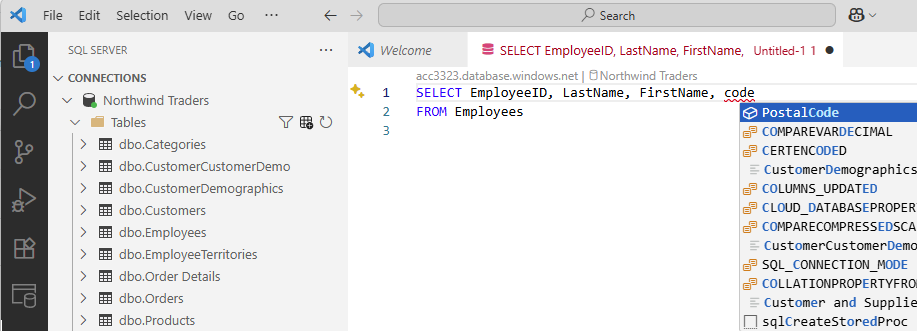 File Edit Selection View Go ··· Search
SQL SERVER ···
CONNECTIONS
Northwind Traders
Tables
dbo.Categories
dbo.CustomerCustomerDemo
dbo.CustomerDemographics
dbo.Customers
dbo.Employees
dbo.EmployeeTerritories
dbo.Order Details
dbo.Orders
dbo.Products
1
Welcome SELECT EmployeeID, LastName, FirstName, Untitled-1 1
acc3323.database.windows.net | Northwind Traders
1 SELECT EmployeeID, LastName, FirstName, code
2 FROM Employees
3
PostalCode
COMPAREVARDECIMAL
CERTENCODED
CustomerDemographics
COLUMNS_UPDATED
CLOUD_DATABASEPROPERT
COMPARECOMPRESSEDSCA
CustomerCustomerDemo
SQL_CONNECTION_MODE
COLLATIONPROPERTYFROM
Customer and Supplie
sqlCreateStoredProc